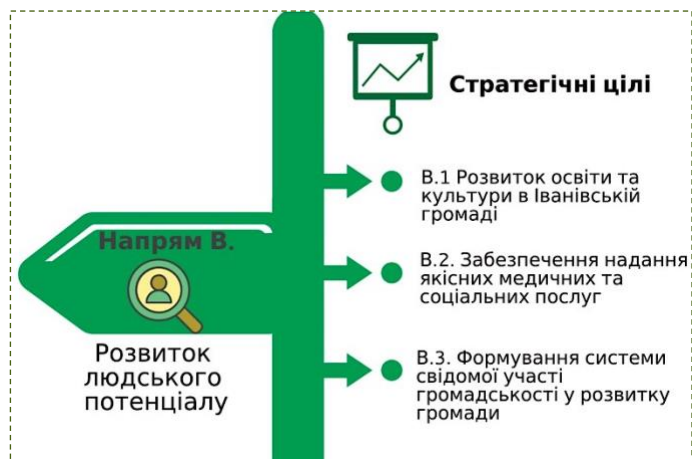 Стратегічні цілі
В.1 Розвиток освіти та
культури в Іванівській
громаді
Напрям В.
В.2. Забезпечення надання
якісних медичних та
соціальних послуг
Розвиток
людського
потенціалу
В.3. Формування системи
свідомої участі
громадськості у розвитку
громади